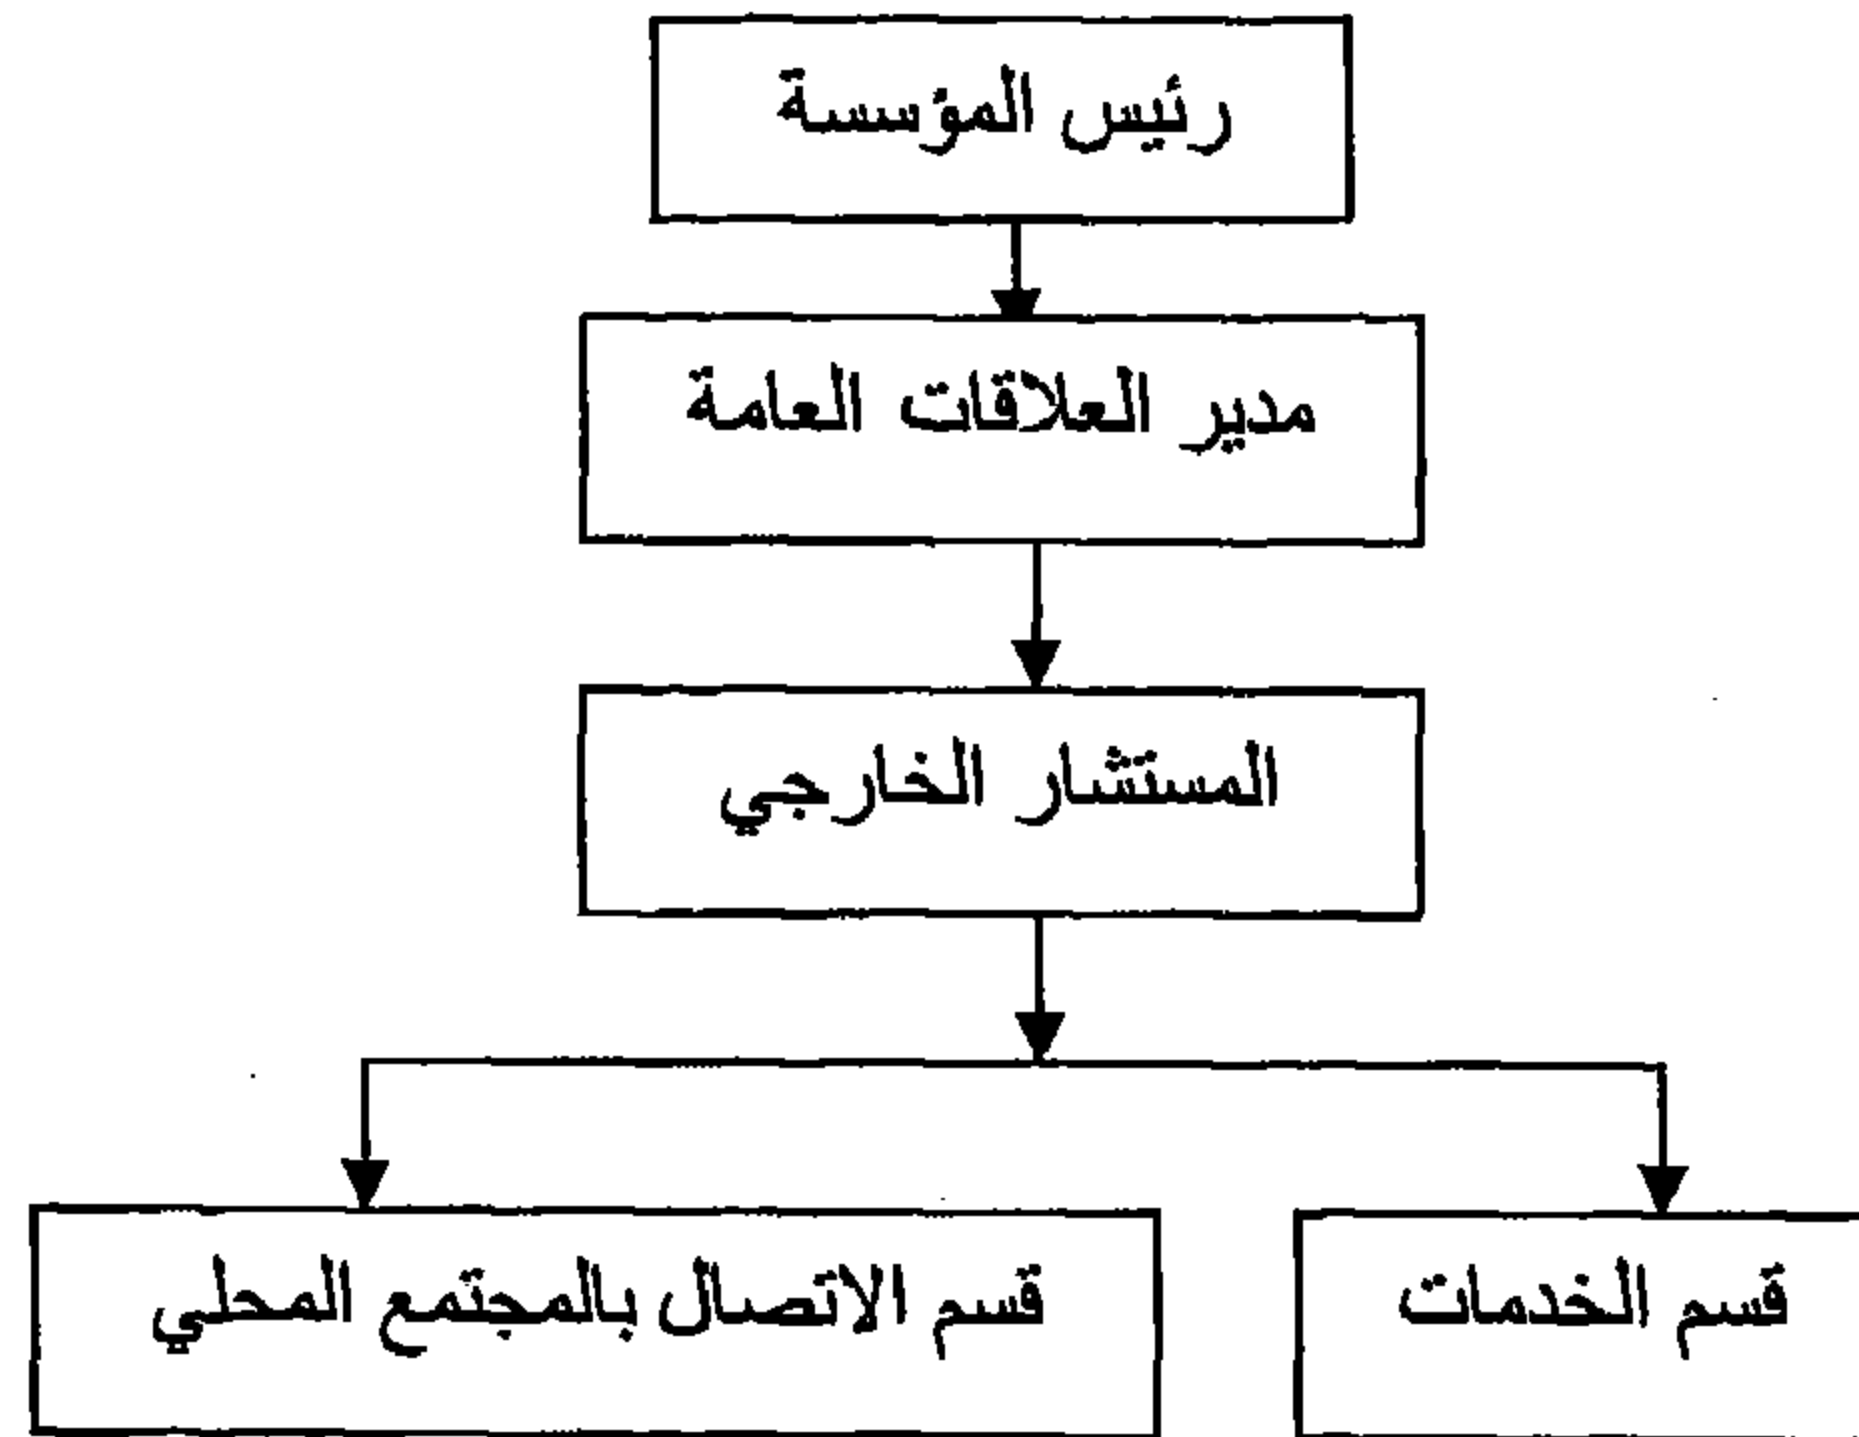 رئيس المؤسسة
مدير العلاقات العامة
المستشار الخارجي
قسم الخدمات
قسم الاتصال بالمجتمع المحلي